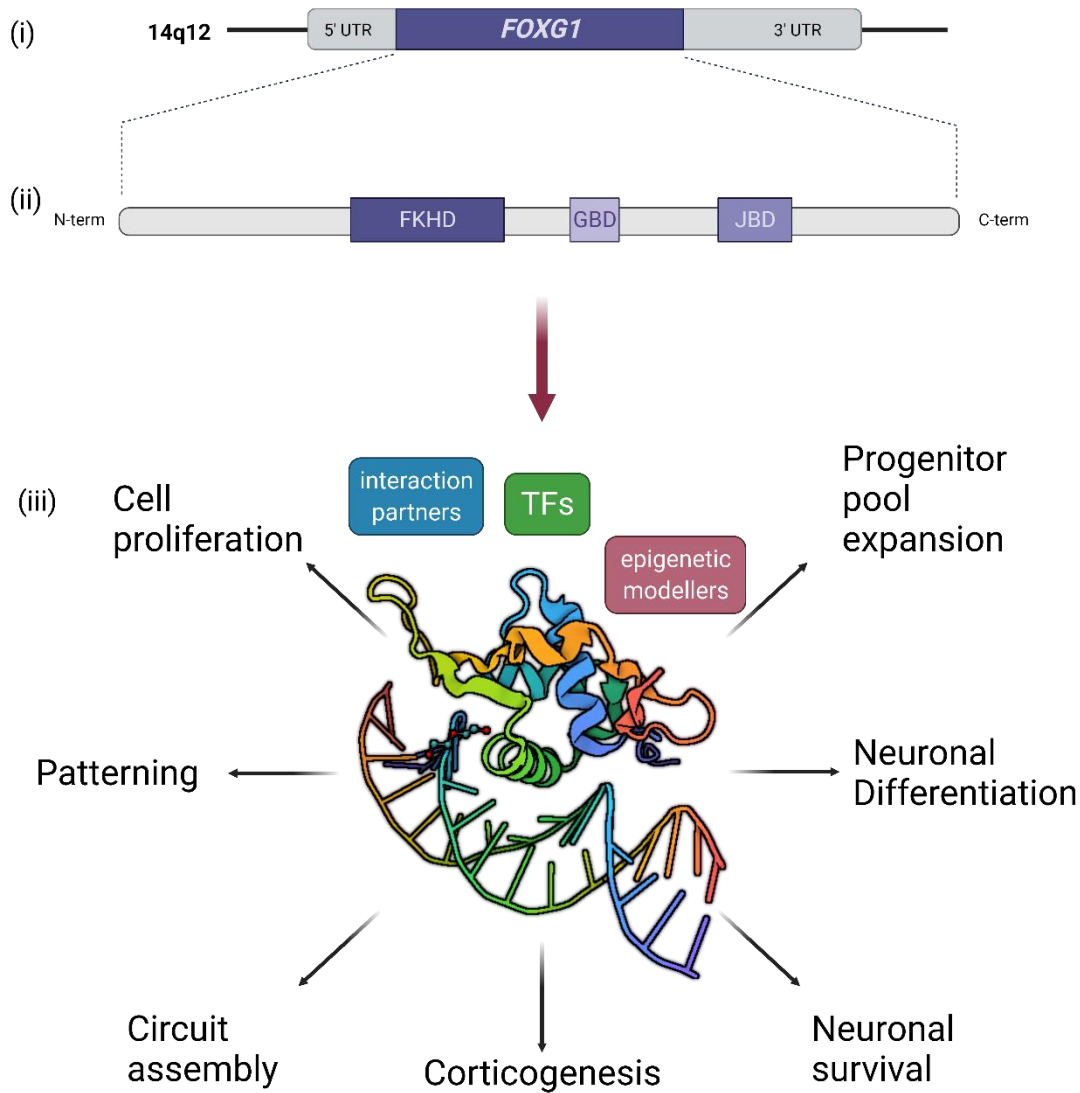 (i)
14q12
5' UTR
FOXG1
3' UTR
(ii)
N-term
FKHD
GBD
JBD
C-term
(iii)
Cell
proliferation
interaction
partners
TFs
epigenetic
modellers
Progenitor
pool
expansion
Patterning
Neuronal
Differentiation
Circuit
assembly
Corticogenesis
Neuronal
survival